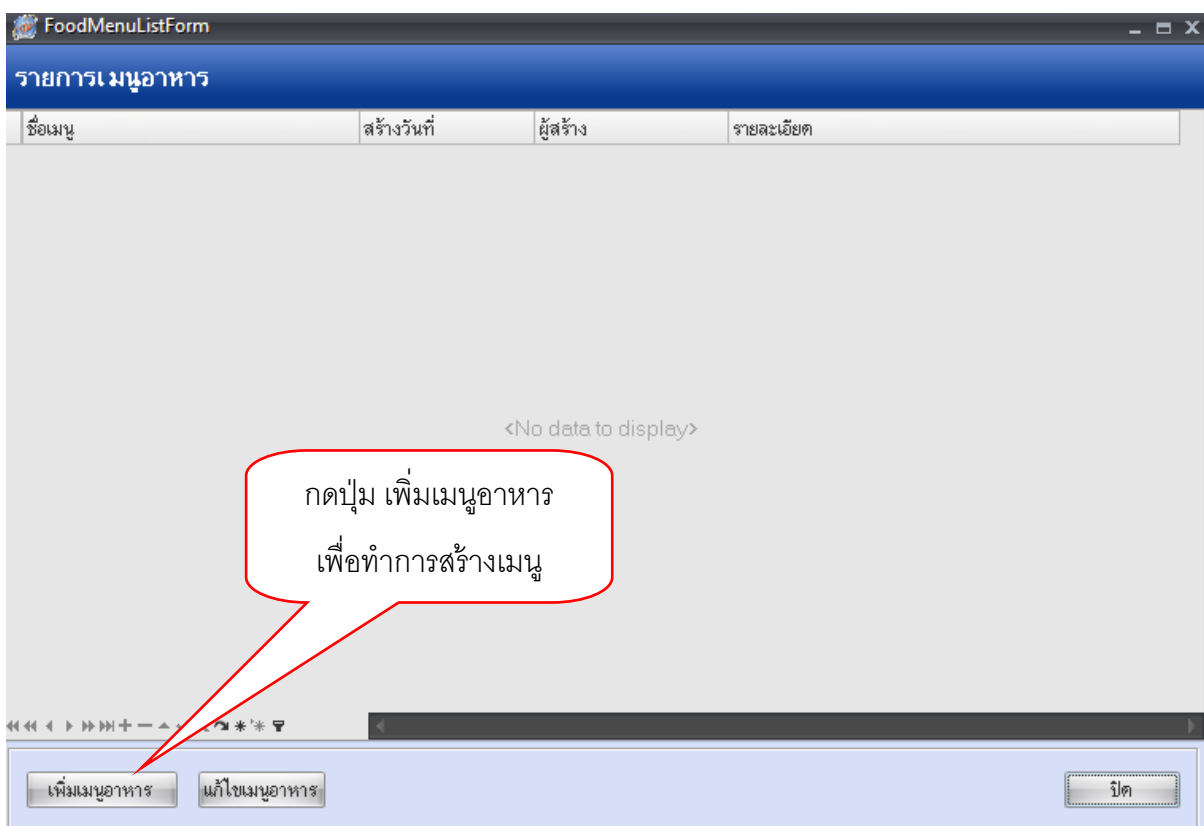 FoodMenuListForm
รายการเมนูอาหาร
ชื่อเมนู สร้างวันที่ ผู้สร้าง รายละเอียด
<No data to display>
กดปุ่ม เพิ่มเมนูอาหาร
เพื่อทำการสร้างเมนู
เพิ่มเมนูอาหาร แก้ไขเมนูอาหาร ปิด